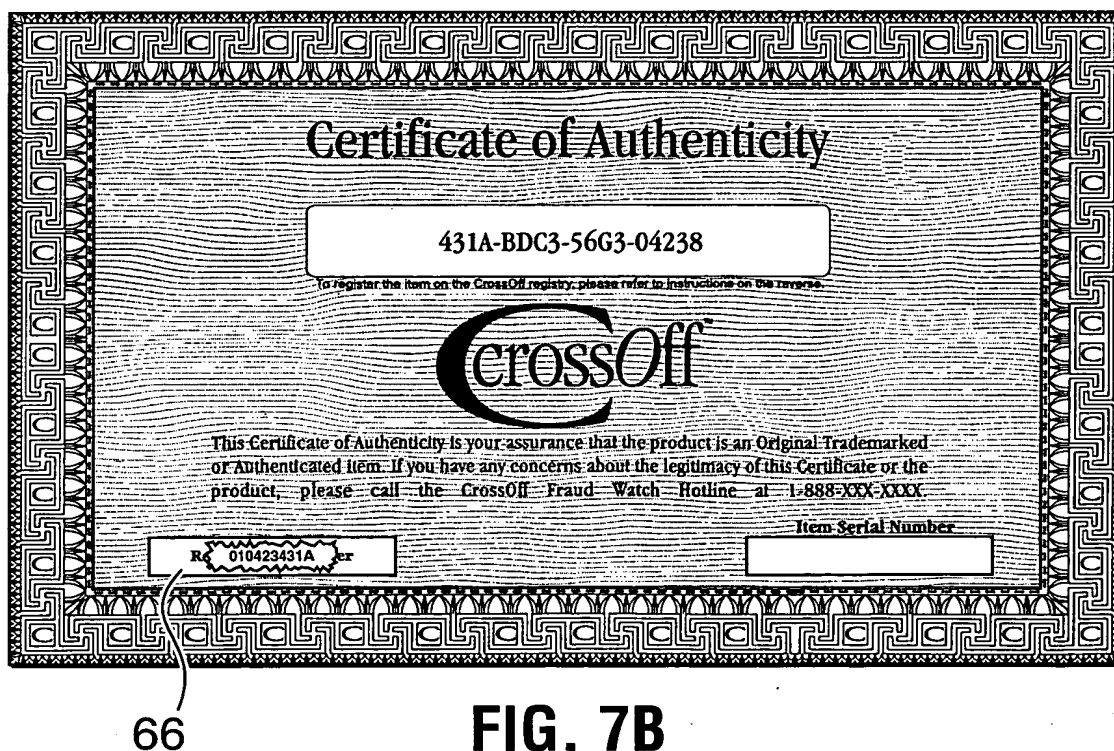 Certificate of Authenticity
431A-BDC3-56G3-04238
To register the item on the CrossOff registry, please refer to instructions on the reverse.
CrossOff™
This Certificate of Authenticity is your assurance that the product is an Original Trademarked
or Authenticated item. If you have any concerns about the legitimacy of this Certificate or the
product, please call the CrossOff Fraud Watch Hotline at 1-888-XXX-XXXX.
Item Serial Number
R 010423431A er
66
FIG. 7B